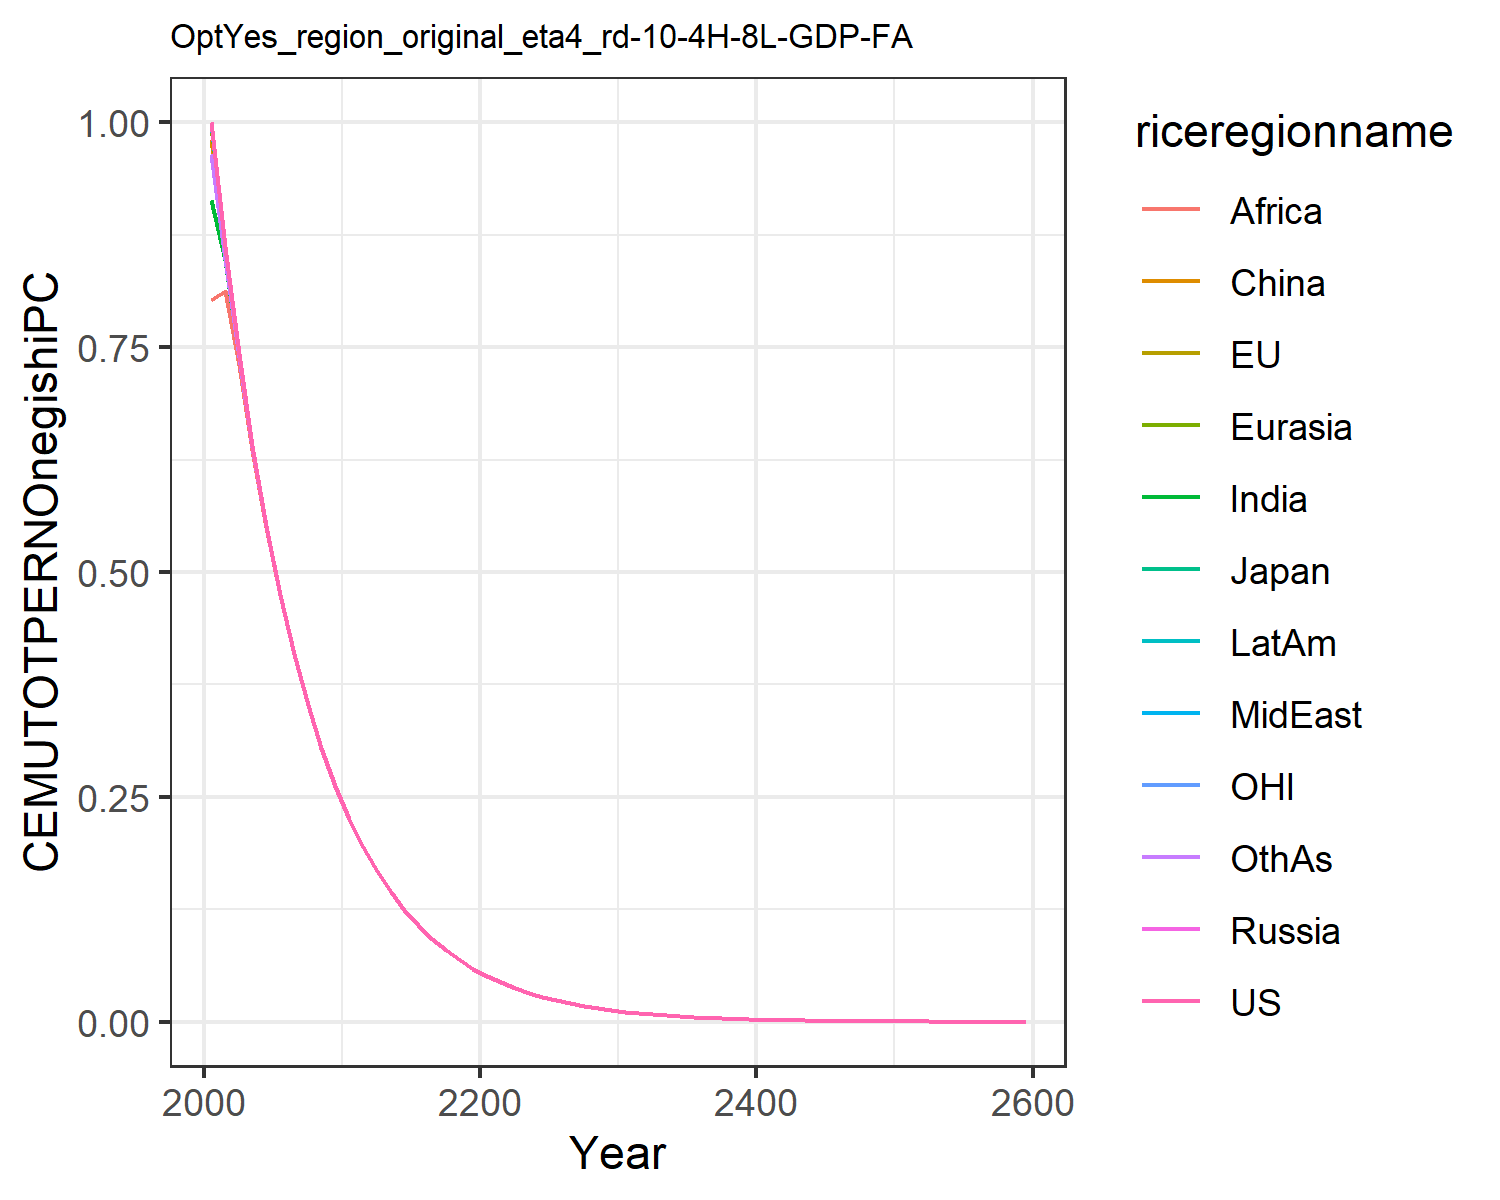 OptYes_region_original_eta4_rd-10-4H-8L-GDP-FA
CEMUTOTPERNOnegishiPC
1.00
0.75
0.50
0.25
0.00
2000
2200
2400
2600
Year
riceregionname
Africa
China
EU
Eurasia
India
Japan
LatAm
MidEast
OHI
OthAs
Russia
US